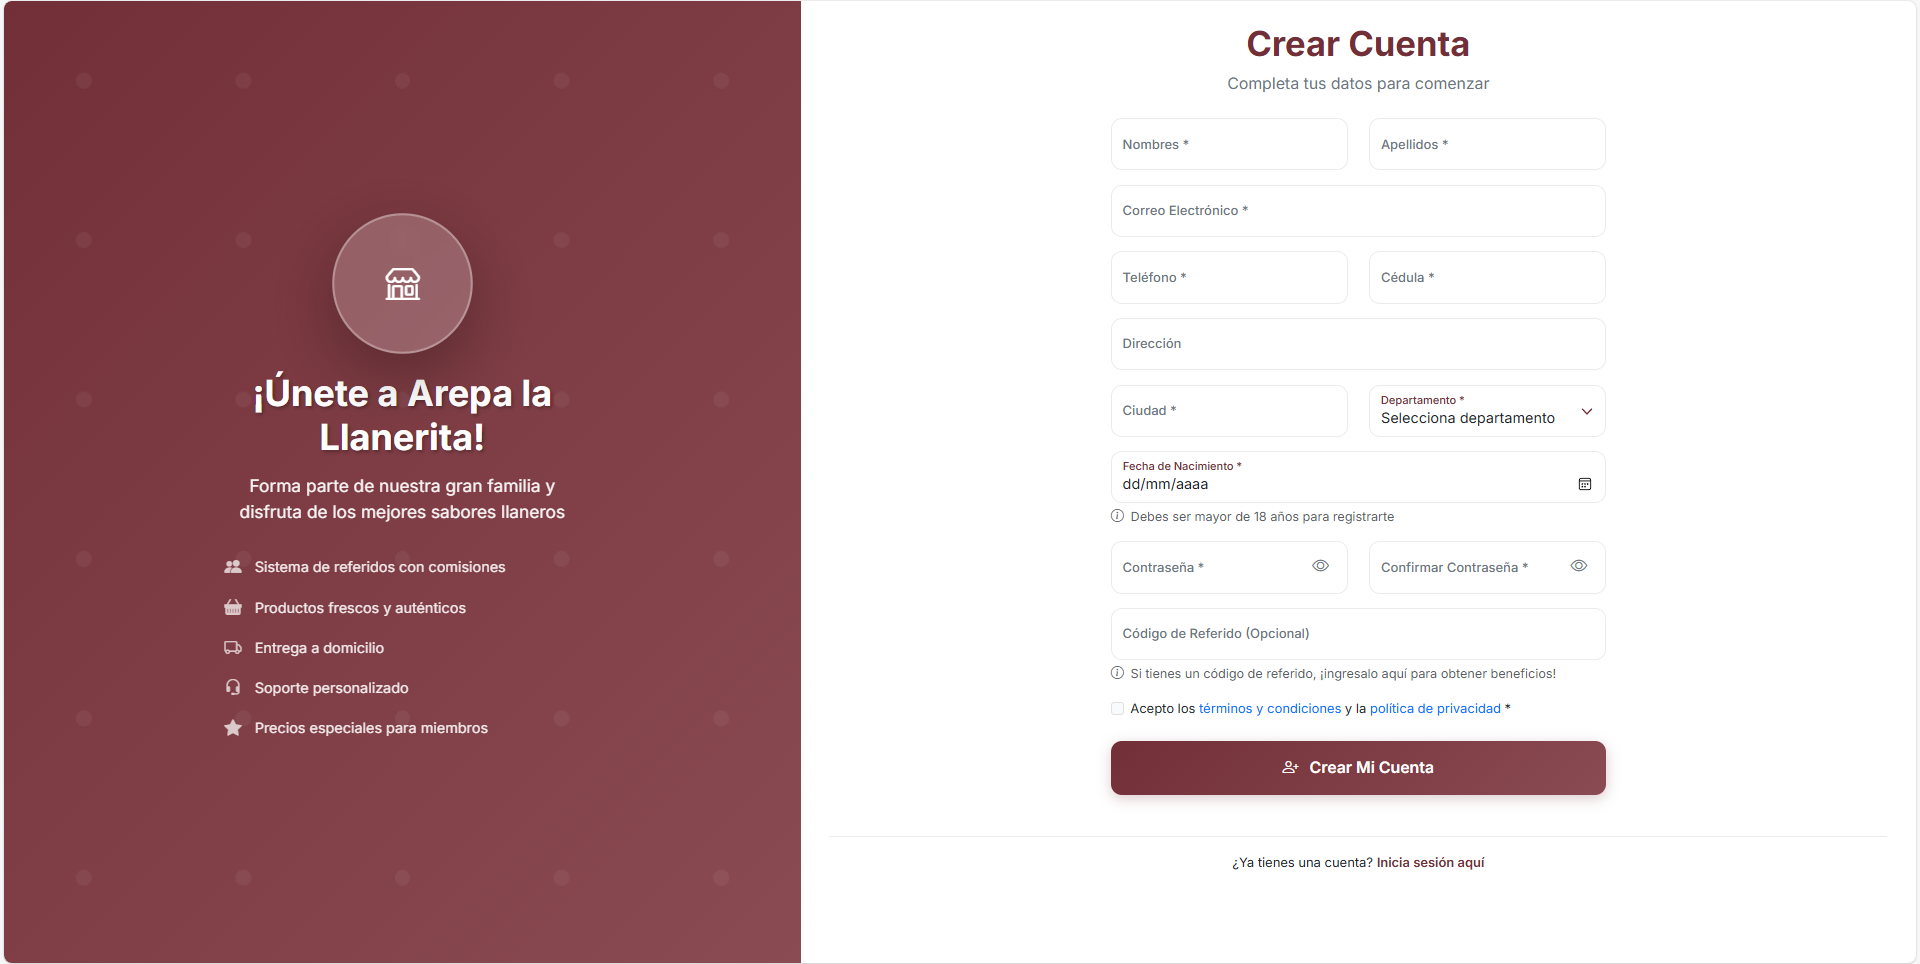 ¡Únete a Arepa la
Llanerita!
Forma parte de nuestra gran familia y
disfruta de los mejores sabores llaneros
Sistema de referidos con comisiones
Productos frescos y auténticos
Entrega a domicilio
Soporte personalizado
Precios especiales para miembros
Crear Cuenta
Completa tus datos para comenzar
Nombres *
Apellidos *
Correo Electrónico *
Teléfono *
Cédula *
Dirección
Ciudad *
Departamento *
Selecciona departamento
Fecha de Nacimiento *
dd/mm/aaaa
Debes ser mayor de 18 años para registrarte
Contraseña *
Confirmar Contraseña *
Código de Referido (Opcional)
Si tienes un código de referido, ¡ingresalo aquí para obtener beneficios!
Acepto los términos y condiciones y la política de privacidad *
Crear Mi Cuenta
¿Ya tienes una cuenta? Inicia sesión aquí